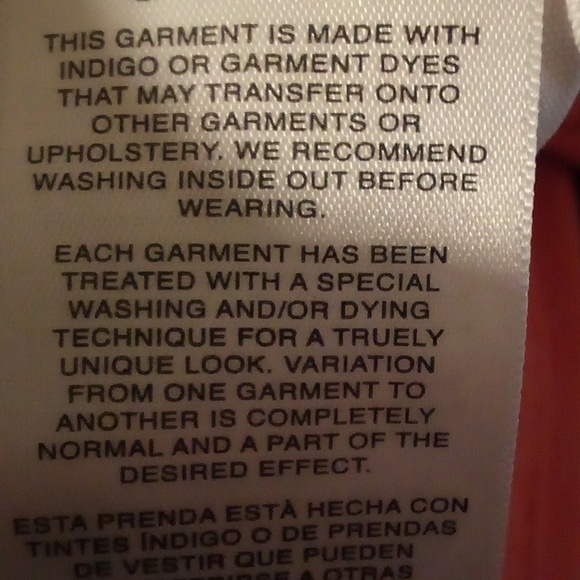 THIS GARMENT IS MADE WITH
INDIGO OR GARMENT DYES
THAT MAY TRANSFER ONTO
OTHER GARMENTS OR
UPHOLSTERY. WE RECOMMEND
WASHING INSIDE OUT BEFORE
WEARING.
EACH GARMENT HAS BEEN
TREATED WITH A SPECIAL
WASHING AND/OR DYING
TECHNIQUE FOR A TRUELY
UNIQUE LOOK. VARIATION
FROM ONE GARMENT TO
ANOTHER IS COMPLETELY
NORMAL AND A PART OF THE
DESIRED EFFECT.
ESTA PRENDA ESTÀ HECHA CON
TINTES ÍNDIGO O DE PRENDAS
DE VESTIR QUE PUEDEN
A OTRAS